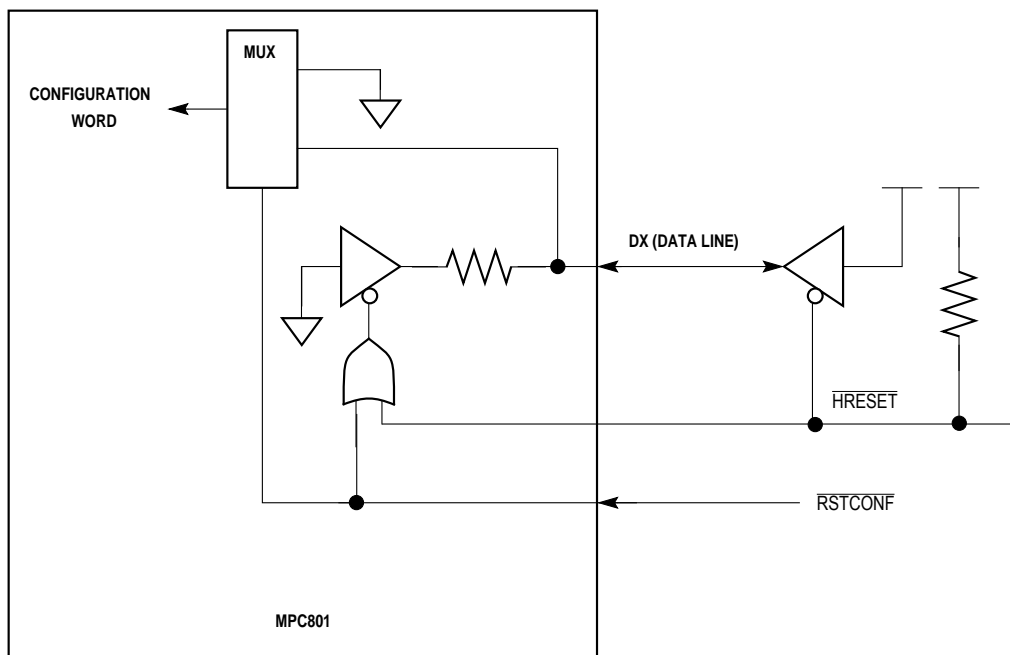 MUX
CONFIGURATION
WORD
DX (DATA LINE)
HRESET
RSTCONF
MPC801